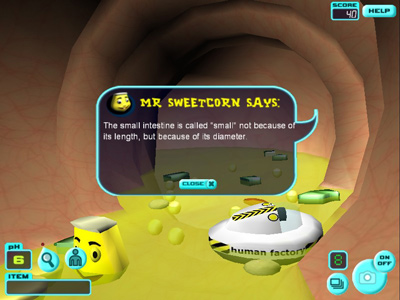 SCORE
40
HELP
MR SWEETCORN SAYS:
The small intestine is called "small" not because of
its length, but because of its diameter.
CLOSE X
human factory
pH
6
ITEM
8
ON
OFF